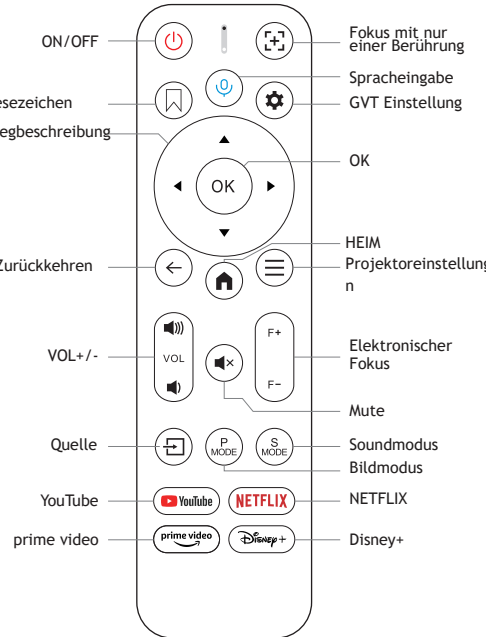 ON/OFF
Fokus mit nur
einer Berührung
Spracheingabe
esezeichen
GVT Einstellung
egbeschreibung
OK
OK
HEIM
Zurückkehren
Projektoreinstellung
n
VOL
F+
F−
VOL+/-
Elektronischer
Fokus
Mute
Quelle
P
MODE
S
MODE
Soundmodus
Bildmodus
YouTube
YouTube
NETFLIX
NETFLIX
prime video
prime video
Disney+
Disney+